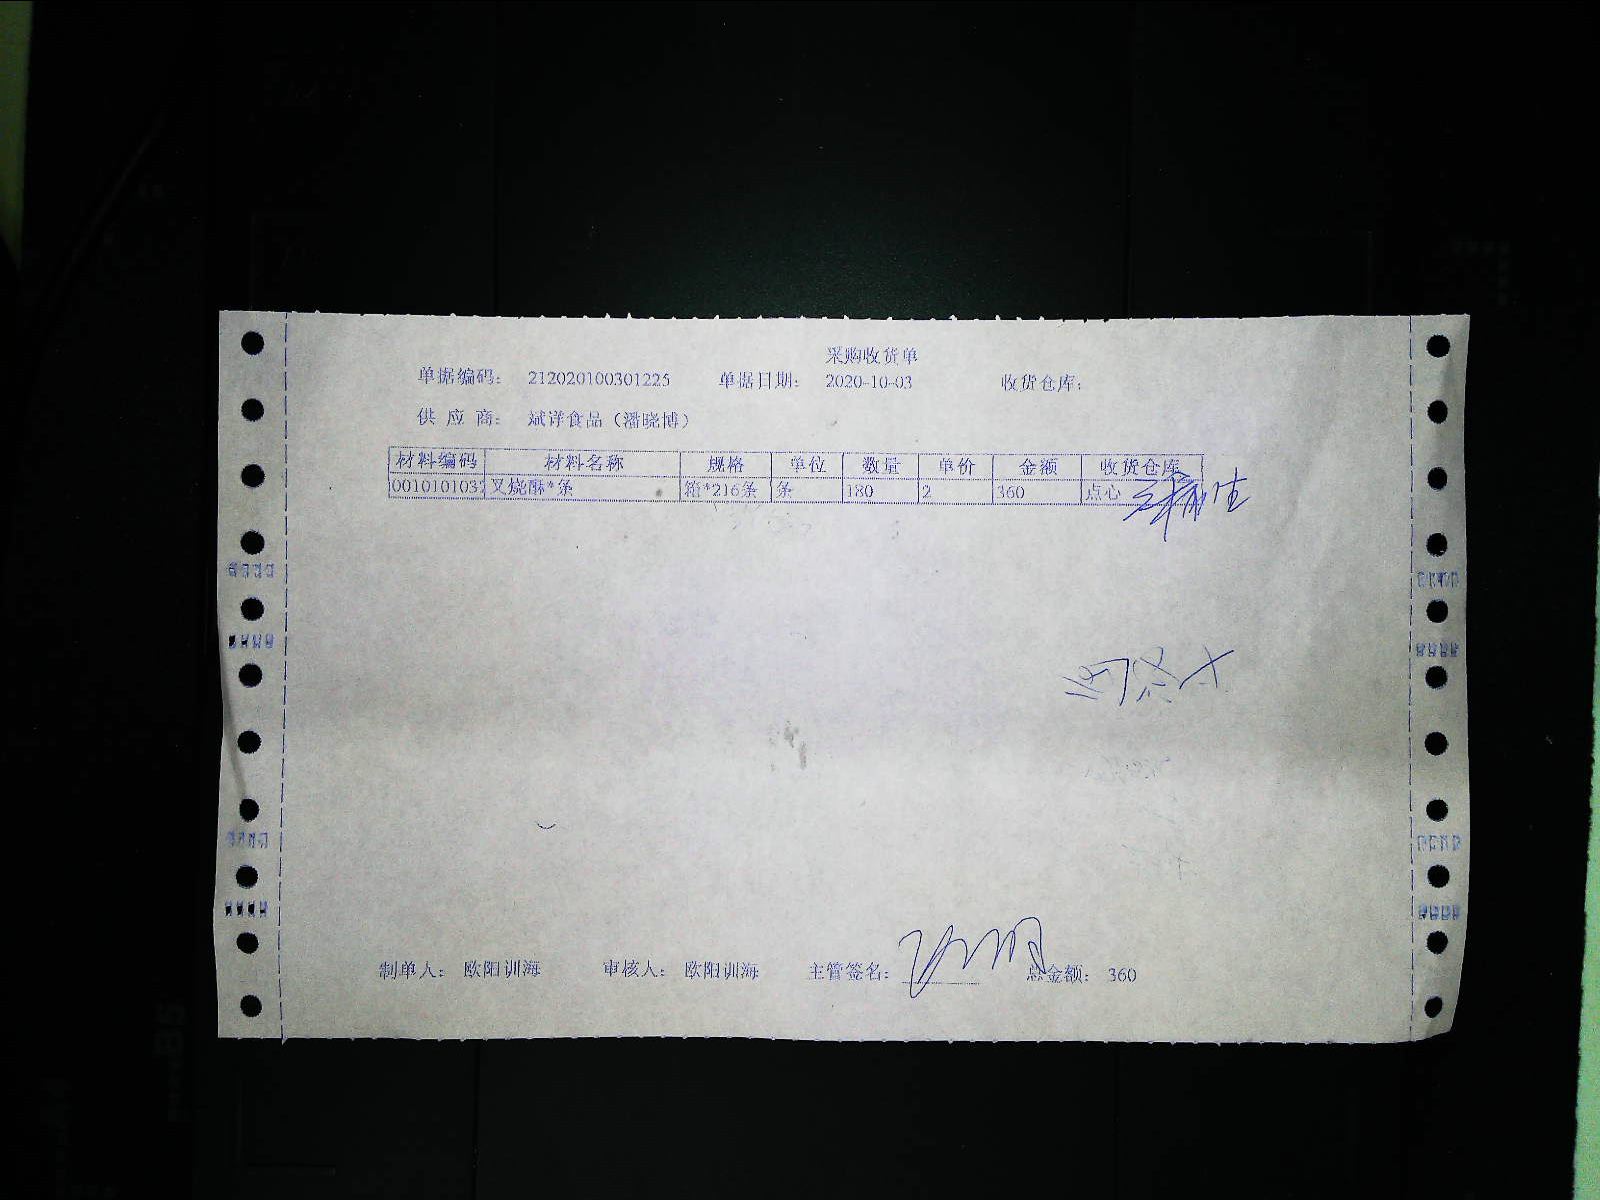 采购收货单
单据编码： 212020100301225 单据日期： 2020-10-03 收货仓库：
供 应 商： 斌详食品（潘晓博）
材料编码 材料名称 规格 单位 数量 单价 金额 收货仓库
0010101037 叉烧酥*条 箱*216条 条 180 2 360 点心
制单人： 欧阳训海 审核人： 欧阳训海 主管签名： 总金额： 360